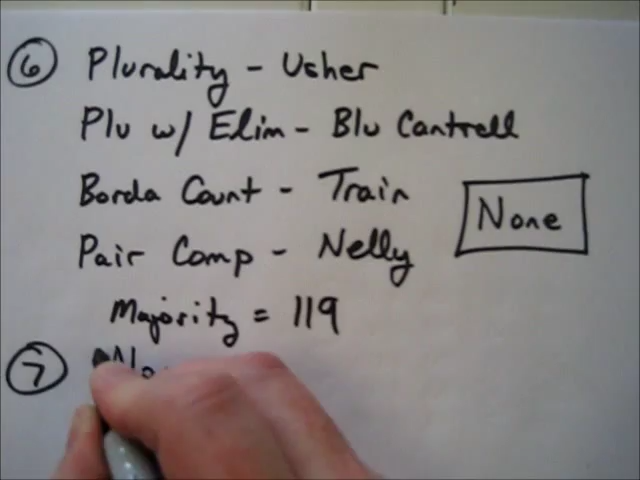 6 Plurality - Usher
Plu w/ Elim - Blu Cantrell
Borda Count - Train
None
Pair Comp - Nelly
Majority = 119
7